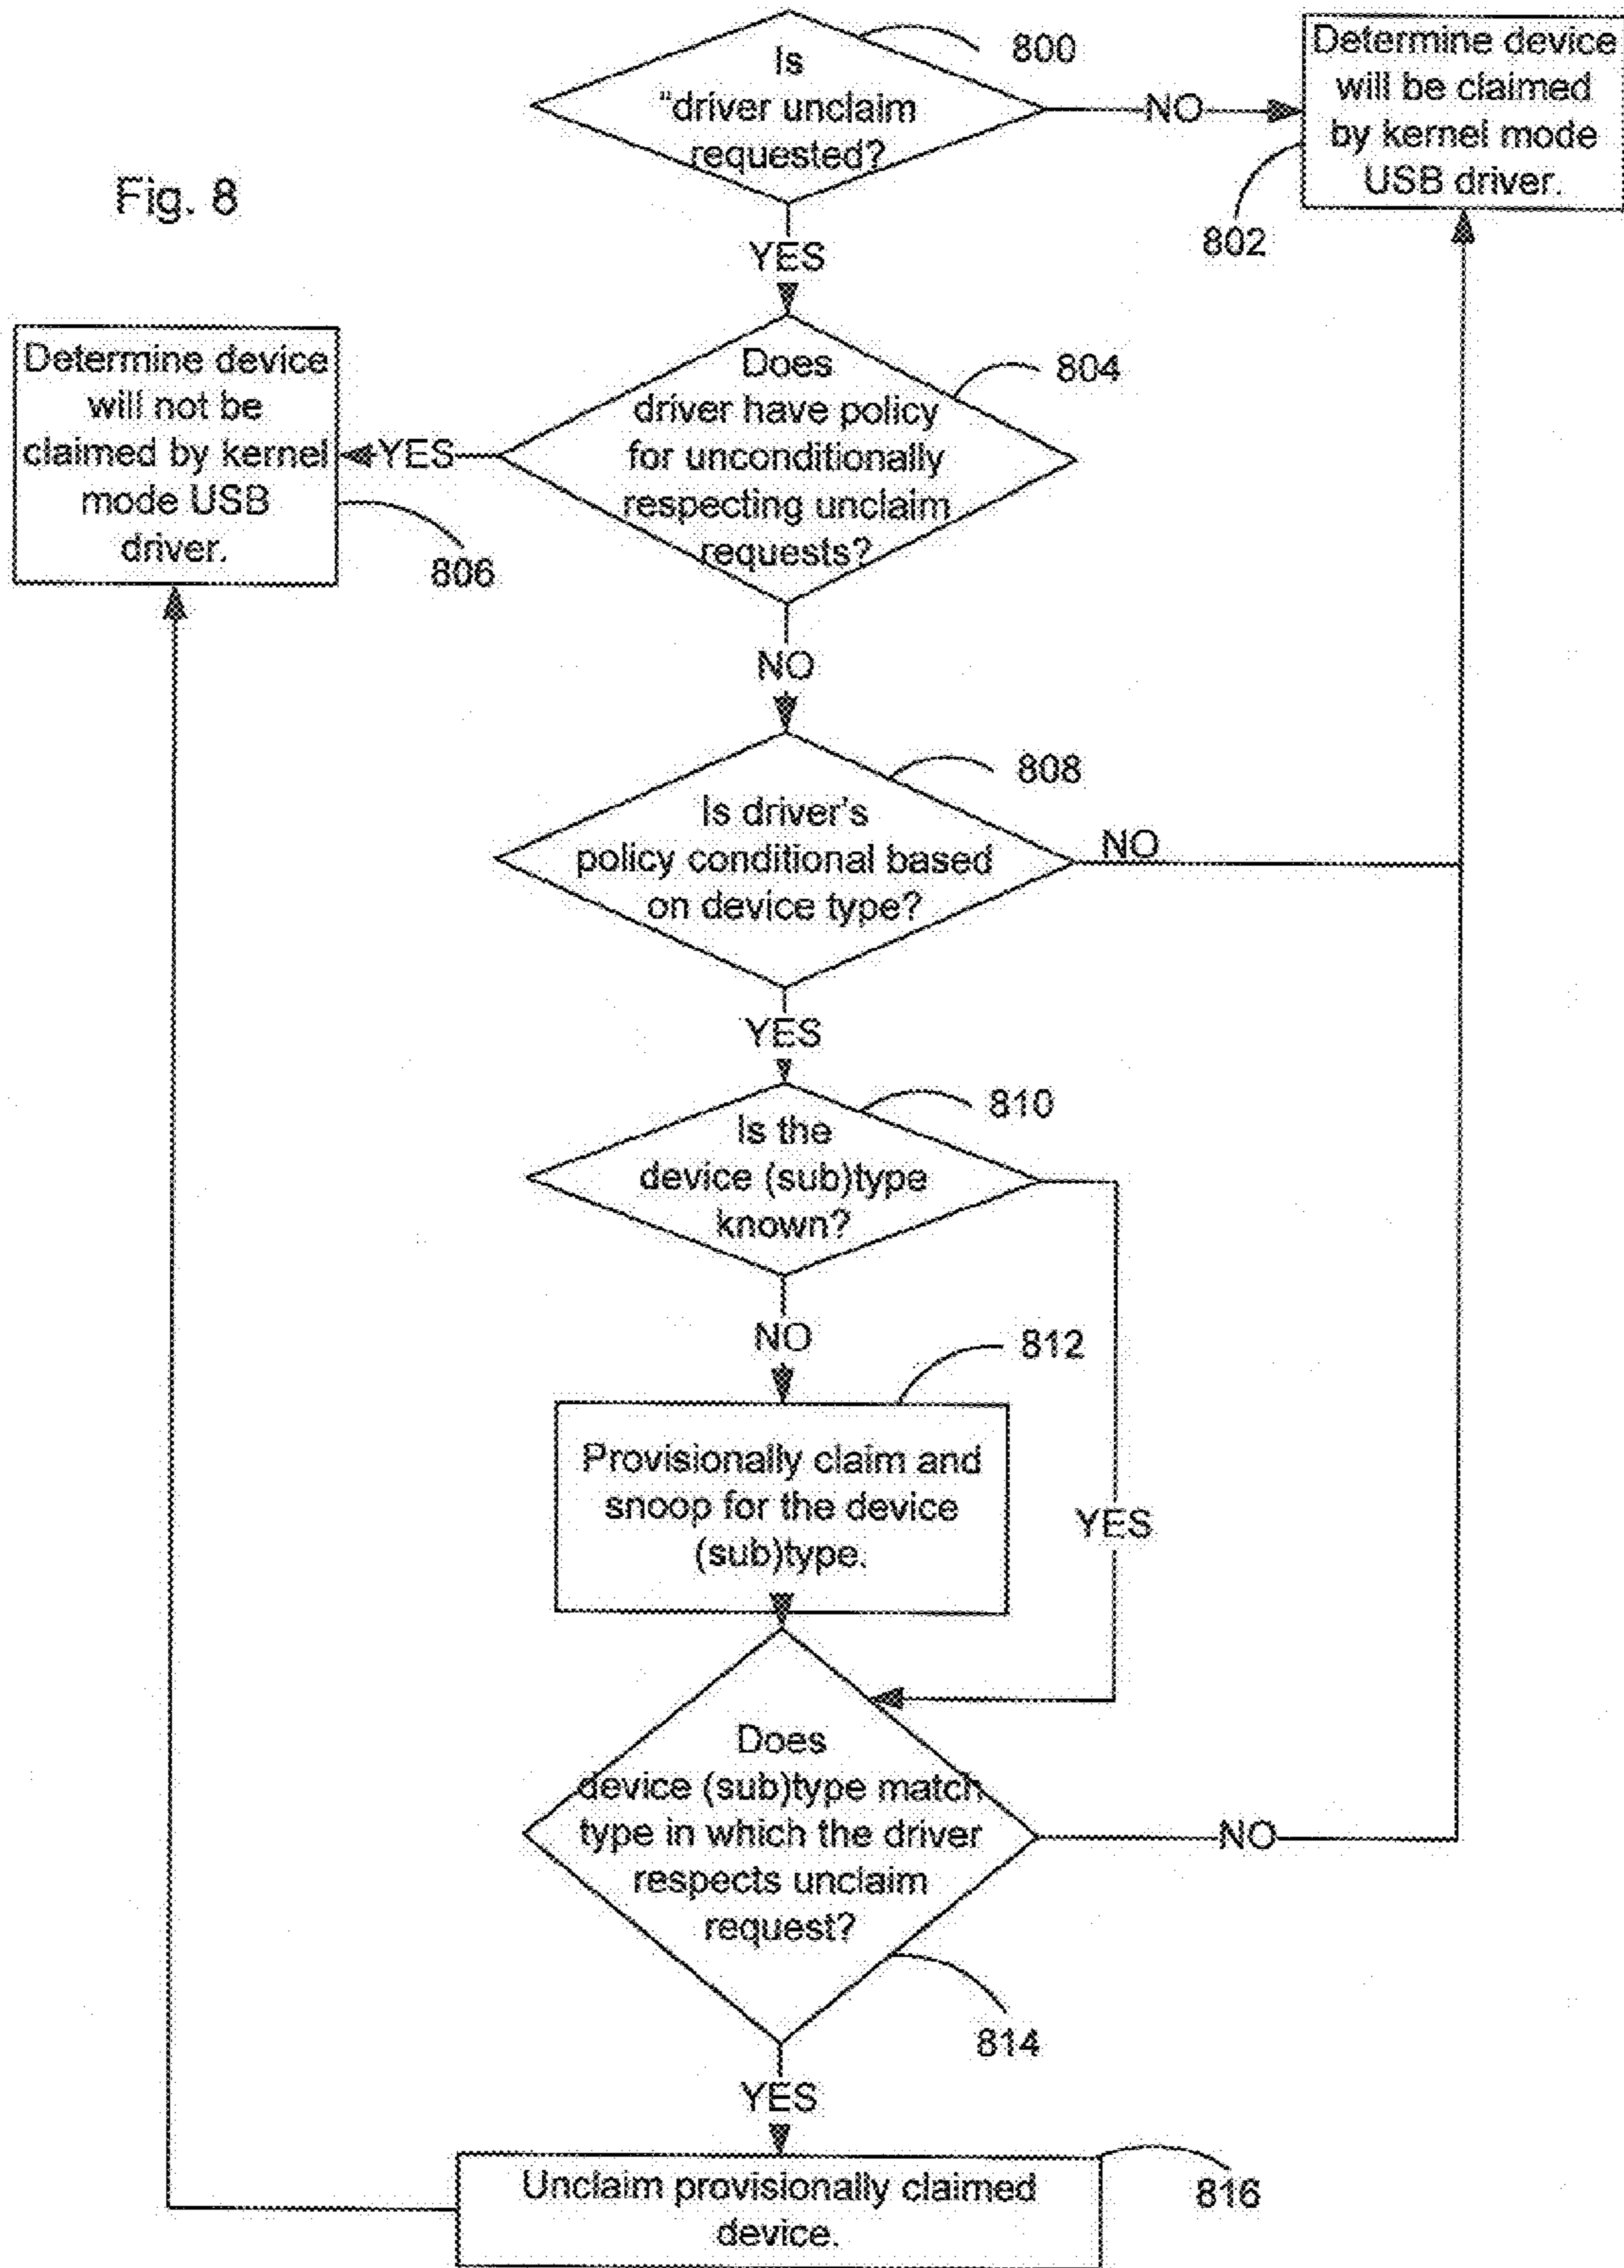 Fig. 8
Is
“driver unclaim
requested?
800
NO
Determine device
will be claimed
by kernel mode
USB driver.
802
YES
Does
driver have policy
for unconditionally
respecting unclaim
requests?
804
YES
Determine device
will not be
claimed by kernel
mode USB
driver.
806
NO
Is driver's
policy conditional based
on device type?
808
NO
YES
Is the
device (sub)type
known?
810
NO
YES
Provisionally claim and
snoop for the device
(sub)type.
812
Does
device (sub)type match
type in which the driver
respects unclaim
request?
814
NO
YES
Unclaim provisionally claimed
device.
816